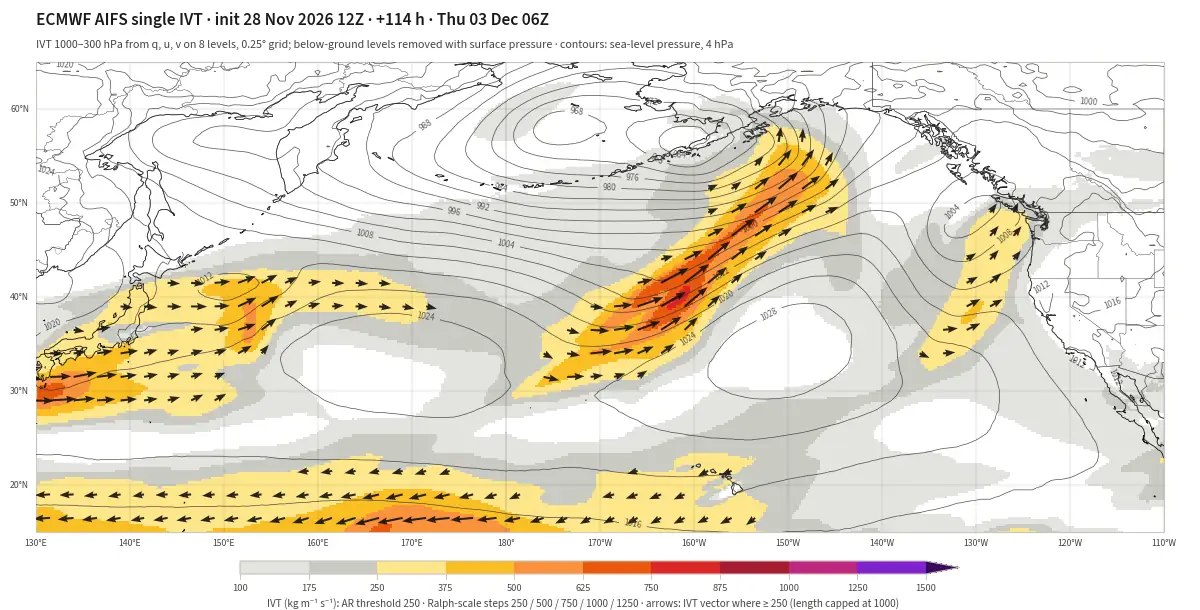 ECMWF AIFS single IVT · init 28 Nov 2026 12Z · +114 h · Thu 03 Dec 06Z
IVT 1000–300 hPa from q, u, v on 8 levels, 0.25° grid; below-ground levels removed with surface pressure · contours: sea-level pressure, 4 hPa
1020
1000
60°N
968
968
1024
976
980
50°N
996
992
1004
1008
1004
1008
1012
40°N
1020
1012
1016
1028
1024
1020
1024
30°N
20°N
1016
130°E 140°E 150°E 160°E 170°E 180° 170°W 160°W 150°W 140°W 130°W 120°W 110°W
100 175 250 375 500 625 750 875 1000 1250 1500
IVT (kg m⁻¹ s⁻¹): AR threshold 250 · Ralph-scale steps 250 / 500 / 750 / 1000 / 1250 · arrows: IVT vector where ≥ 250 (length capped at 1000)